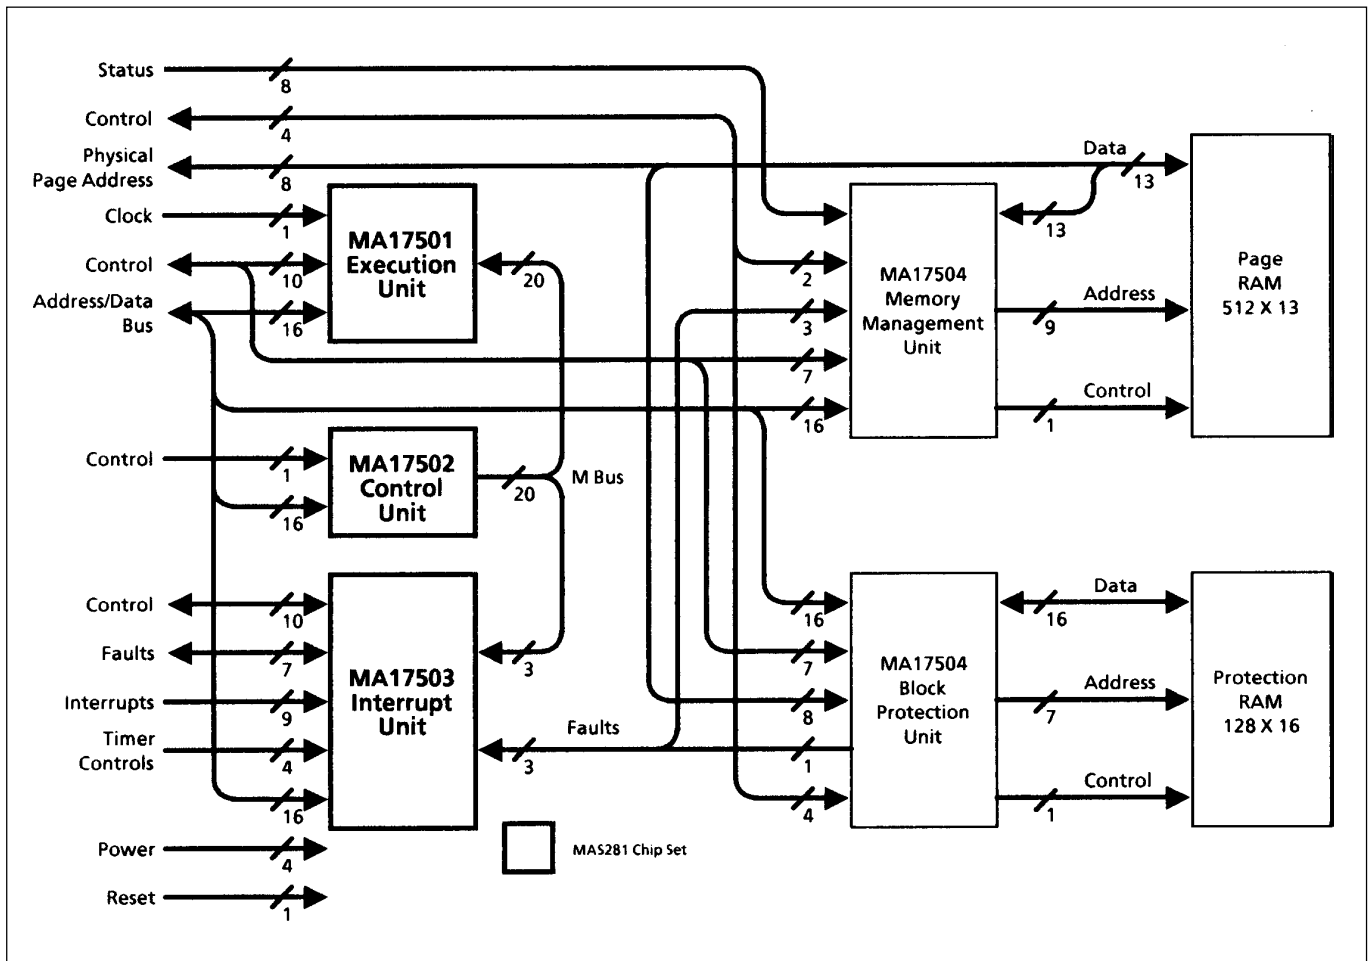 Status
8
Control
4
Physical
Page Address
8
Clock
1
Control
10
Address/Data
Bus
16
MA17501
Execution
Unit
20
Control
1
16
MA17502
Control
Unit
20
M Bus
Control
10
Faults
7
Interrupts
9
Timer
Controls
4
16
MA17503
Interrupt
Unit
3
Faults
3
Power
4
Reset
1
MAS281 Chip Set
2
3
7
16
MA17504
Memory
Management
Unit
Data
13
13
Address
9
Control
1
Page
RAM
512 X 13
16
7
8
1
4
MA17504
Block
Protection
Unit
Data
16
Address
7
Control
1
Protection
RAM
128 X 16